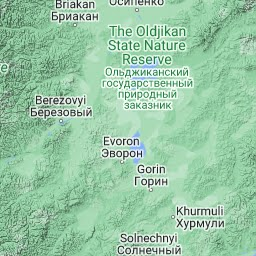 Briakan
Бриакан
Осипенко
The Oldjikan
State Nature
Reserve
Ольджиканский
государственный
природный
заказник
Berezovyi
Березовый
Evoron
Эворон
Gorin
Горин
Khurmuli
Хурмули
Solnechnyi
Солнечный